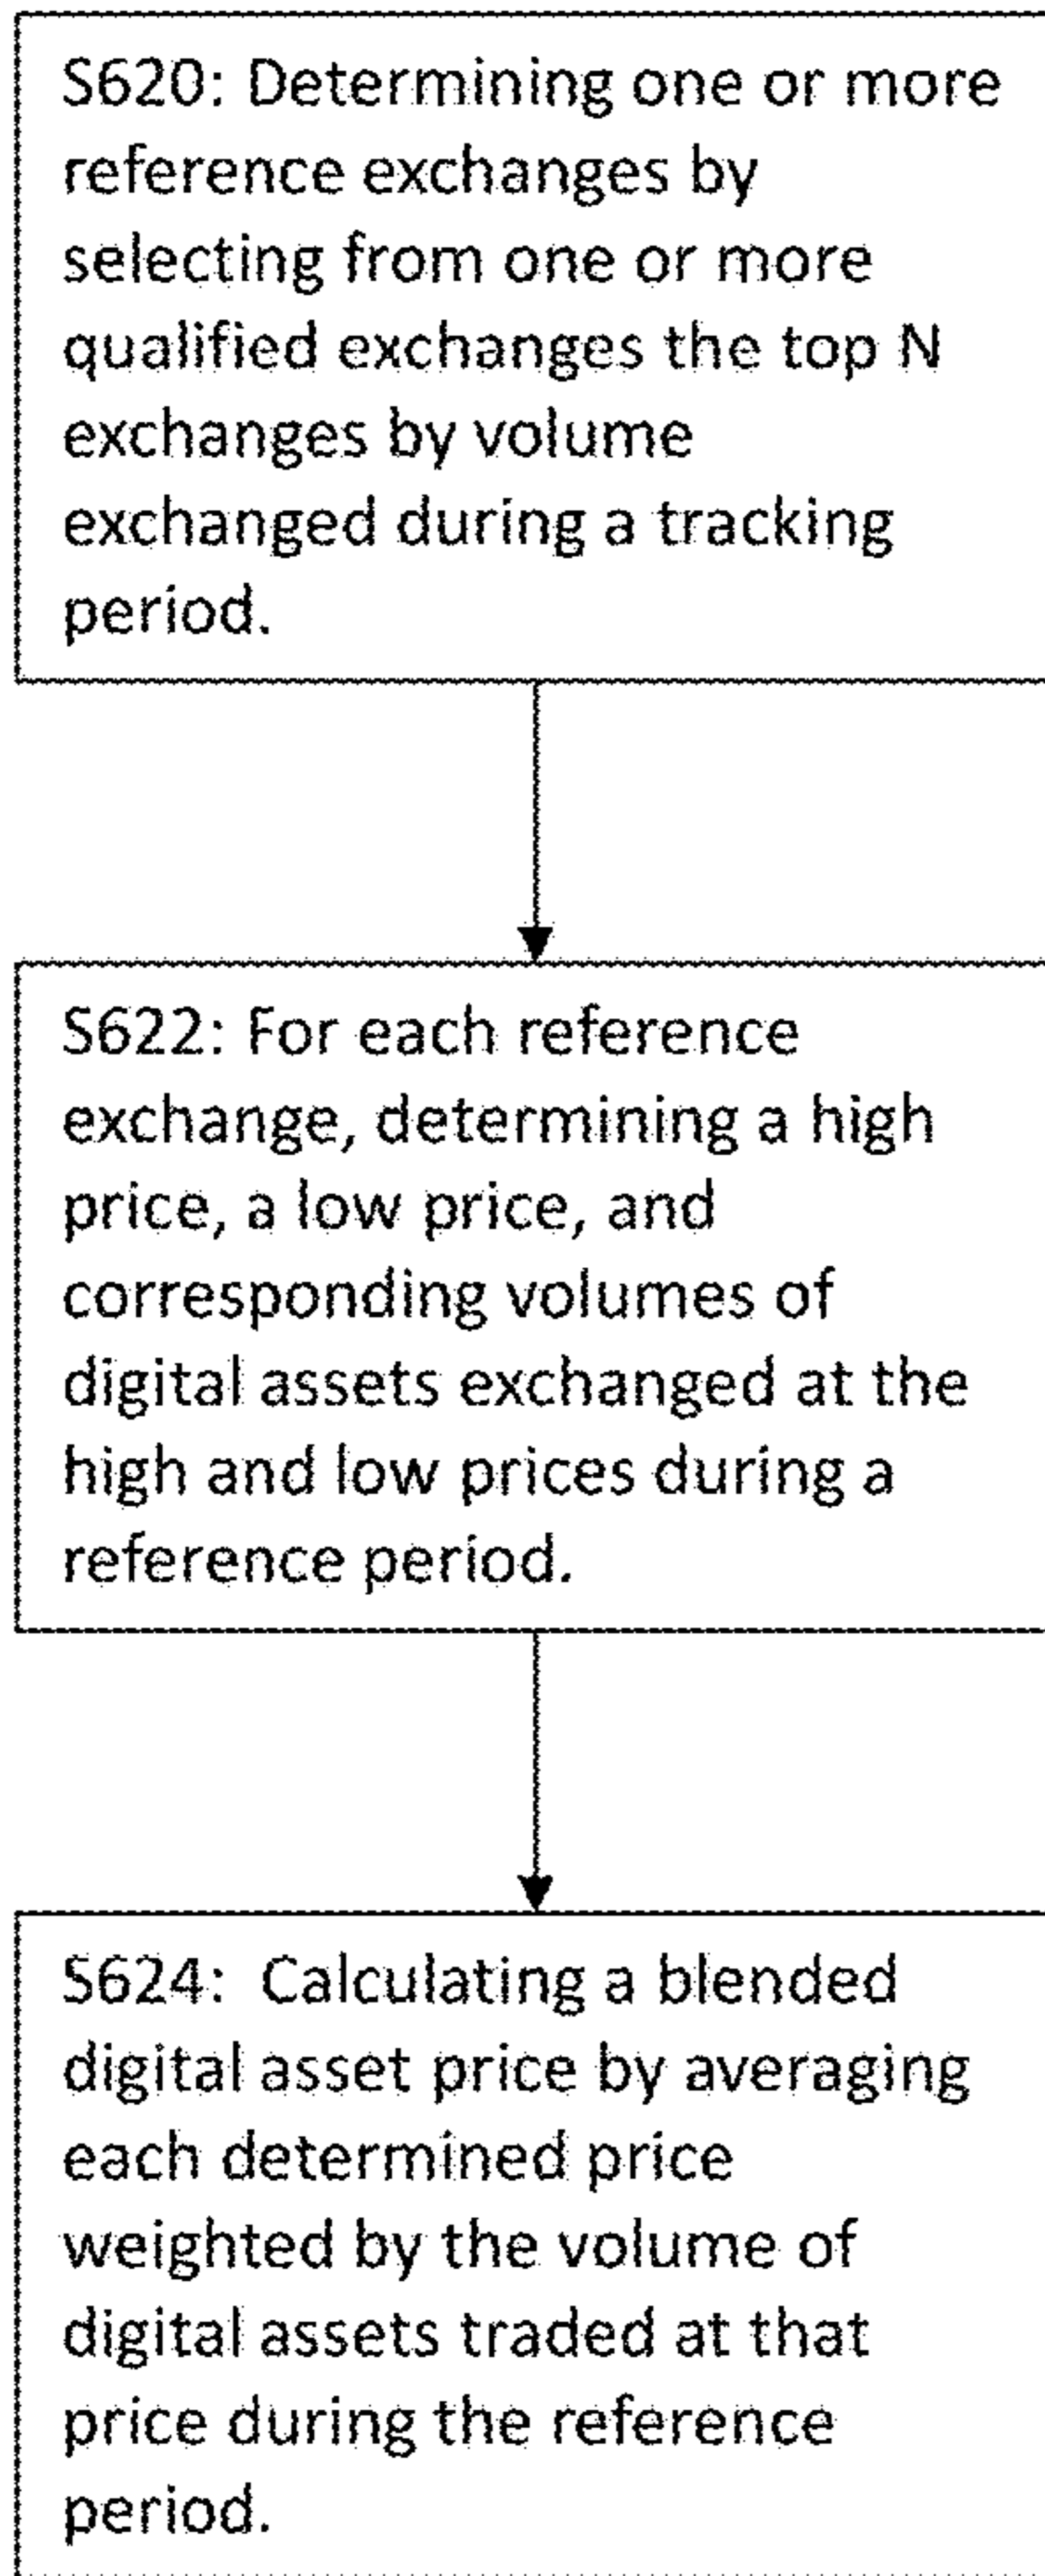 S620: Determining one or more
reference exchanges by
selecting from one or more
qualified exchanges the top N
exchanges by volume
exchanged during a tracking
period.
S622: For each reference
exchange, determining a high
price, a low price, and
corresponding volumes of
digital assets exchanged at the
high and low prices during a
reference period.
S624:  Calculating a blended
digital asset price by averaging
each determined price
weighted by the volume of
digital assets traded at that
price during the reference
period.